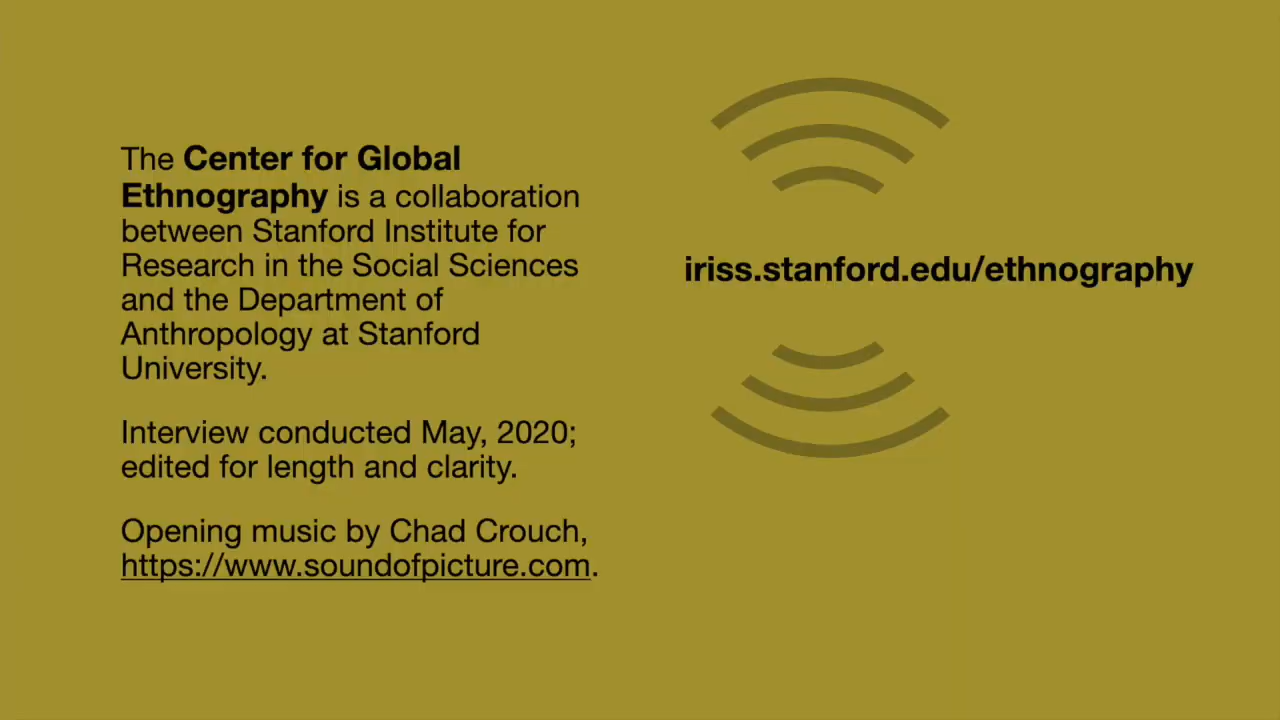 The Center for Global
Ethnography is a collaboration
between Stanford Institute for
Research in the Social Sciences
and the Department of
Anthropology at Stanford
University.
Interview conducted May, 2020;
edited for length and clarity.
Opening music by Chad Crouch,
https://www.soundofpicture.com.
iriss.stanford.edu/ethnography